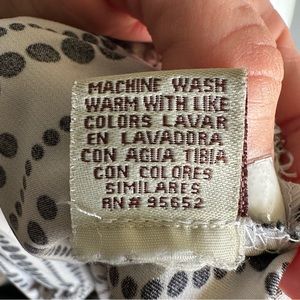 MACHINE WASH
WARM WITH LIKE
COLORS LAVAR
EN LAVADORA
CON AGUA TIBIA
CON COLORES
SIMILARES
RN# 95652